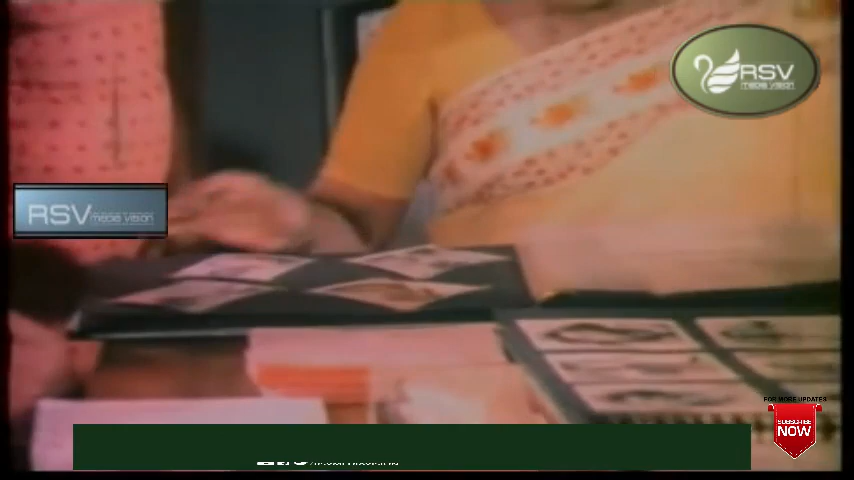 RSV
media vision
RSV
media vision
FOR MORE UPDATES
SUBSCRIBE
NOW